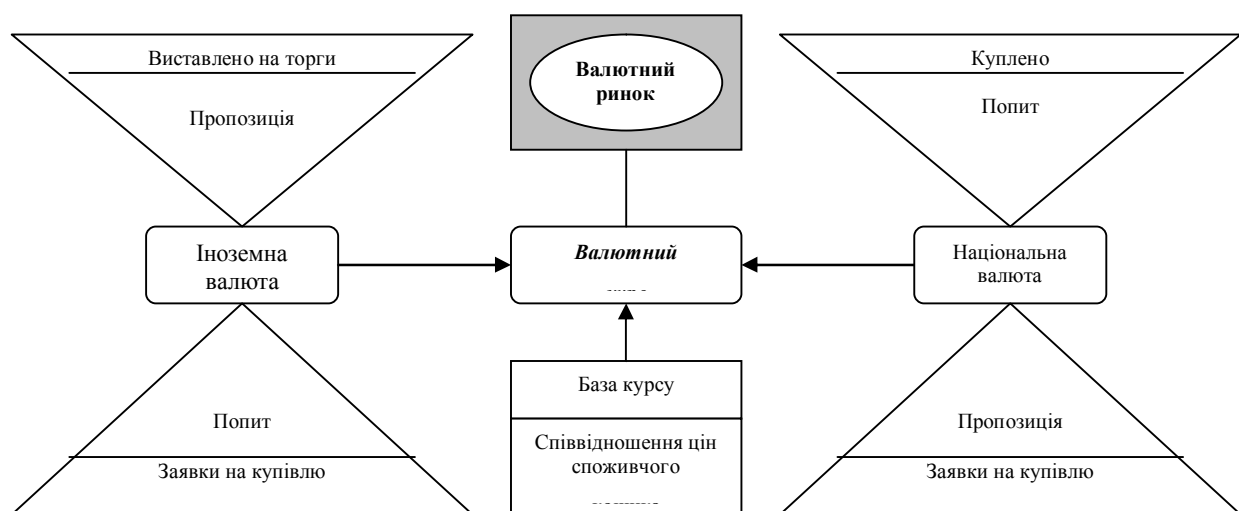 Виставлено на торги
Пропозиція
Валютний
ринок
Куплено
Попит
Іноземна
валюта
Валютний
Національна
валюта
База курсу
Співвідношення цін
споживчого
Попит
Заявки на купівлю
Пропозиція
Заявки на купівлю